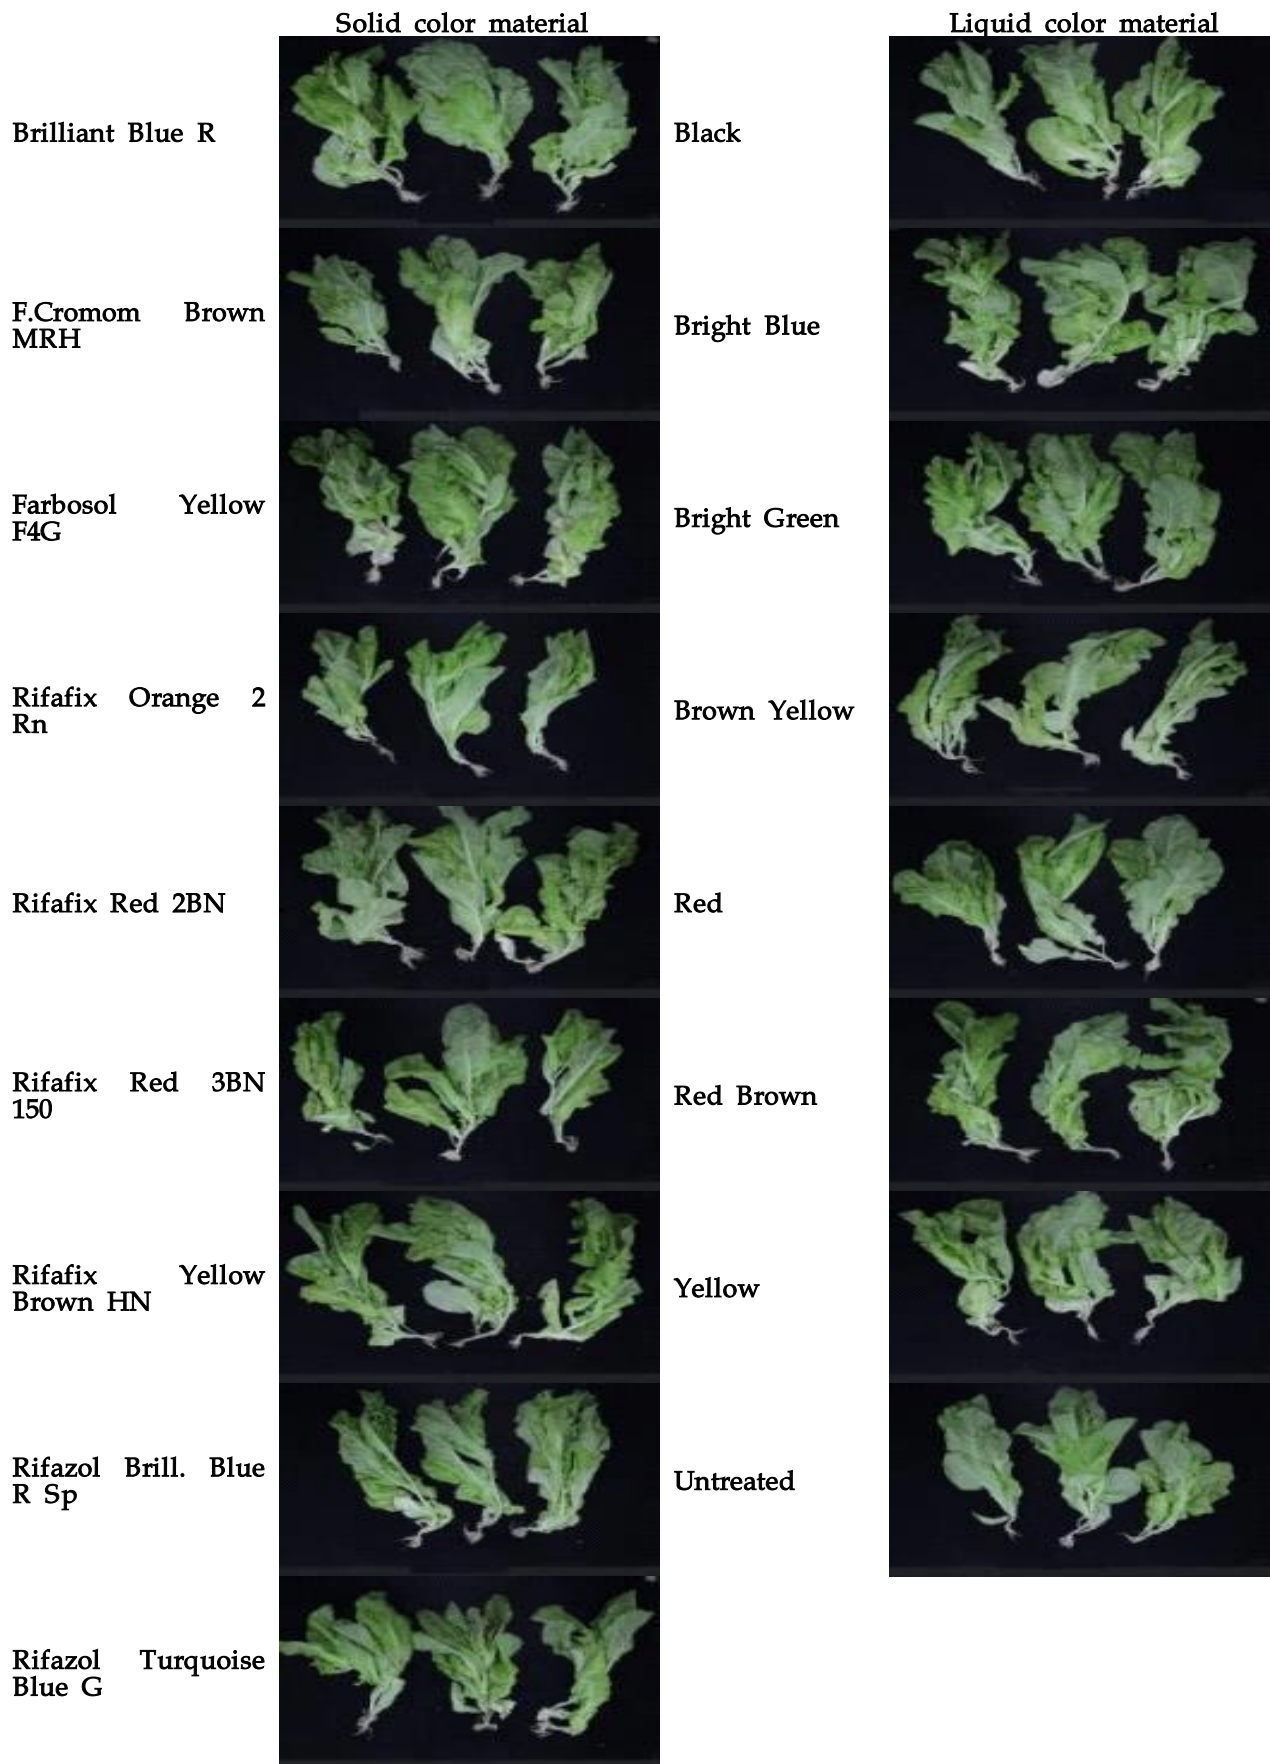 Solid color material
Liquid color material
Brilliant Blue R
Black
F.Cromom Brown
MRH
Bright Blue
Farbosol Yellow
F4G
Bright Green
Rifafix Orange 2
Rn
Brown Yellow
Rifafix Red 2BN
Red
Rifafix Red 3BN
150
Red Brown
Rifafix Yellow
Brown HN
Yellow
Rifazol Brill. Blue
R Sp
Untreated
Rifazol Turquoise
Blue G